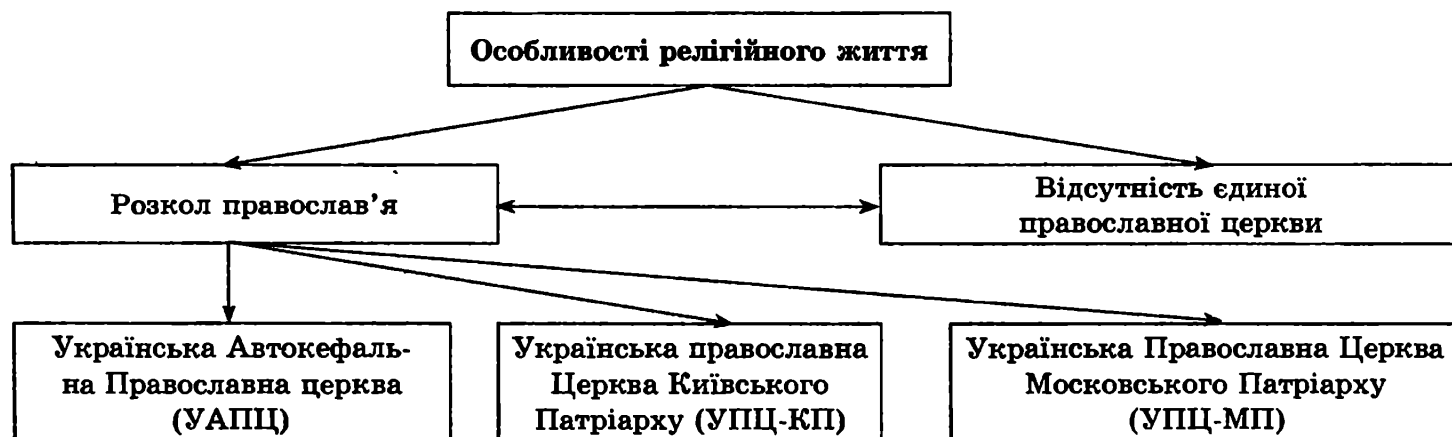 Особливості релігійного життя
Розкол православ’я
Відсутність єдиної
православної церкви
Українська Автокефаль-
на Православна церква
(УАПЦ)
Українська православна
Церква Київського
Патріарху (УПЦ-КП)
Українська Православна Церква
Московського Патріарху
(УПЦ-МП)